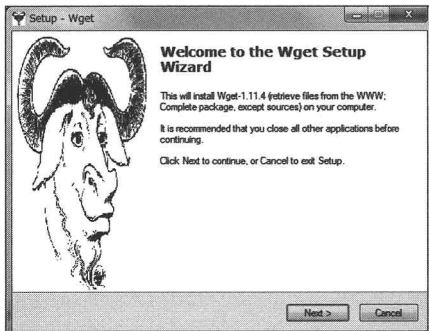 Setup - Wget
Welcome to the Wget Setup
Wizard
This will install Wget-1.11.4 (retrieve files from the WWW;
Complete package, except sources) on your computer.
It is recommended that you close all other applications before
continuing.
Click Next to continue, or Cancel to exit Setup.
Next >
Cancel